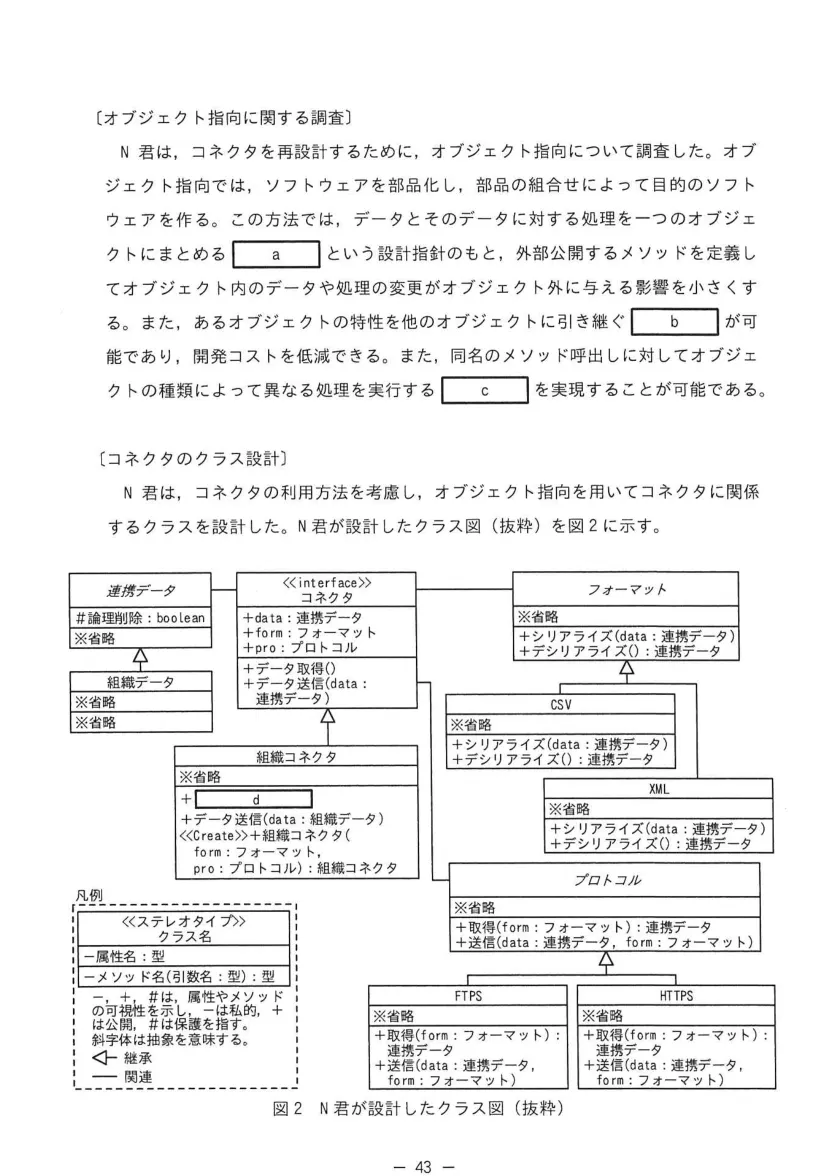 〔オブジェクト指向に関する調査〕
N 君は，コネクタを再設計するために，オブジェクト指向について調査した。オブ
ジェクト指向では，ソフトウェアを部品化し，部品の組合せによって目的のソフト
ウェアを作る。この方法では，データとそのデータに対する処理を一つのオブジェ
クトにまとめる a という設計指針のもと，外部公開するメソッドを定義し
てオブジェクト内のデータや処理の変更がオブジェクト外に与える影響を小さくす
る。また，あるオブジェクトの特性を他のオブジェクトに引き継ぐ b が可
能であり，開発コストを低減できる。また，同名のメソッド呼出しに対してオブジェ
クトの種類によって異なる処理を実行する c を実現することが可能である。
〔コネクタのクラス設計〕
N 君は，コネクタの利用方法を考慮し，オブジェクト指向を用いてコネクタに関係
するクラスを設計した。N君が設計したクラス図（抜粋）を図2に示す。
連携データ
#論理削除：boolean
※省略
組織データ
※省略
※省略
≪interface≫
コネクタ
+data：連携データ
+form：フォーマット
+pro：プロトコル
+データ取得()
+データ送信(data：
連携データ)
フォーマット
※省略
+シリアライズ(data：連携データ)
+デシリアライズ()：連携データ
CSV
※省略
+シリアライズ(data：連携データ)
+デシリアライズ()：連携データ
組織コネクタ
※省略
+ d
+データ送信(data：組織データ)
≪Create≫+組織コネクタ(
form：フォーマット，
pro：プロトコル)：組織コネクタ
XML
※省略
+シリアライズ(data：連携データ)
+デシリアライズ()：連携データ
プロトコル
※省略
+取得(form：フォーマット)：連携データ
+送信(data：連携データ，form：フォーマット)
FTPS
※省略
+取得(form：フォーマット)：
連携データ
+送信(data：連携データ，
form：フォーマット)
HTTPS
※省略
+取得(form：フォーマット)：
連携データ
+送信(data：連携データ，
form：フォーマット)
凡例
≪ステレオタイプ≫
クラス名
−属性名：型
−メソッド名(引数名：型)：型
−，+，#は，属性やメソッド
の可視性を示し，−は私的，+
は公開，#は保護を指す。
斜字体は抽象を意味する。
継承
関連
図2 N君が設計したクラス図（抜粋）
− 43 −